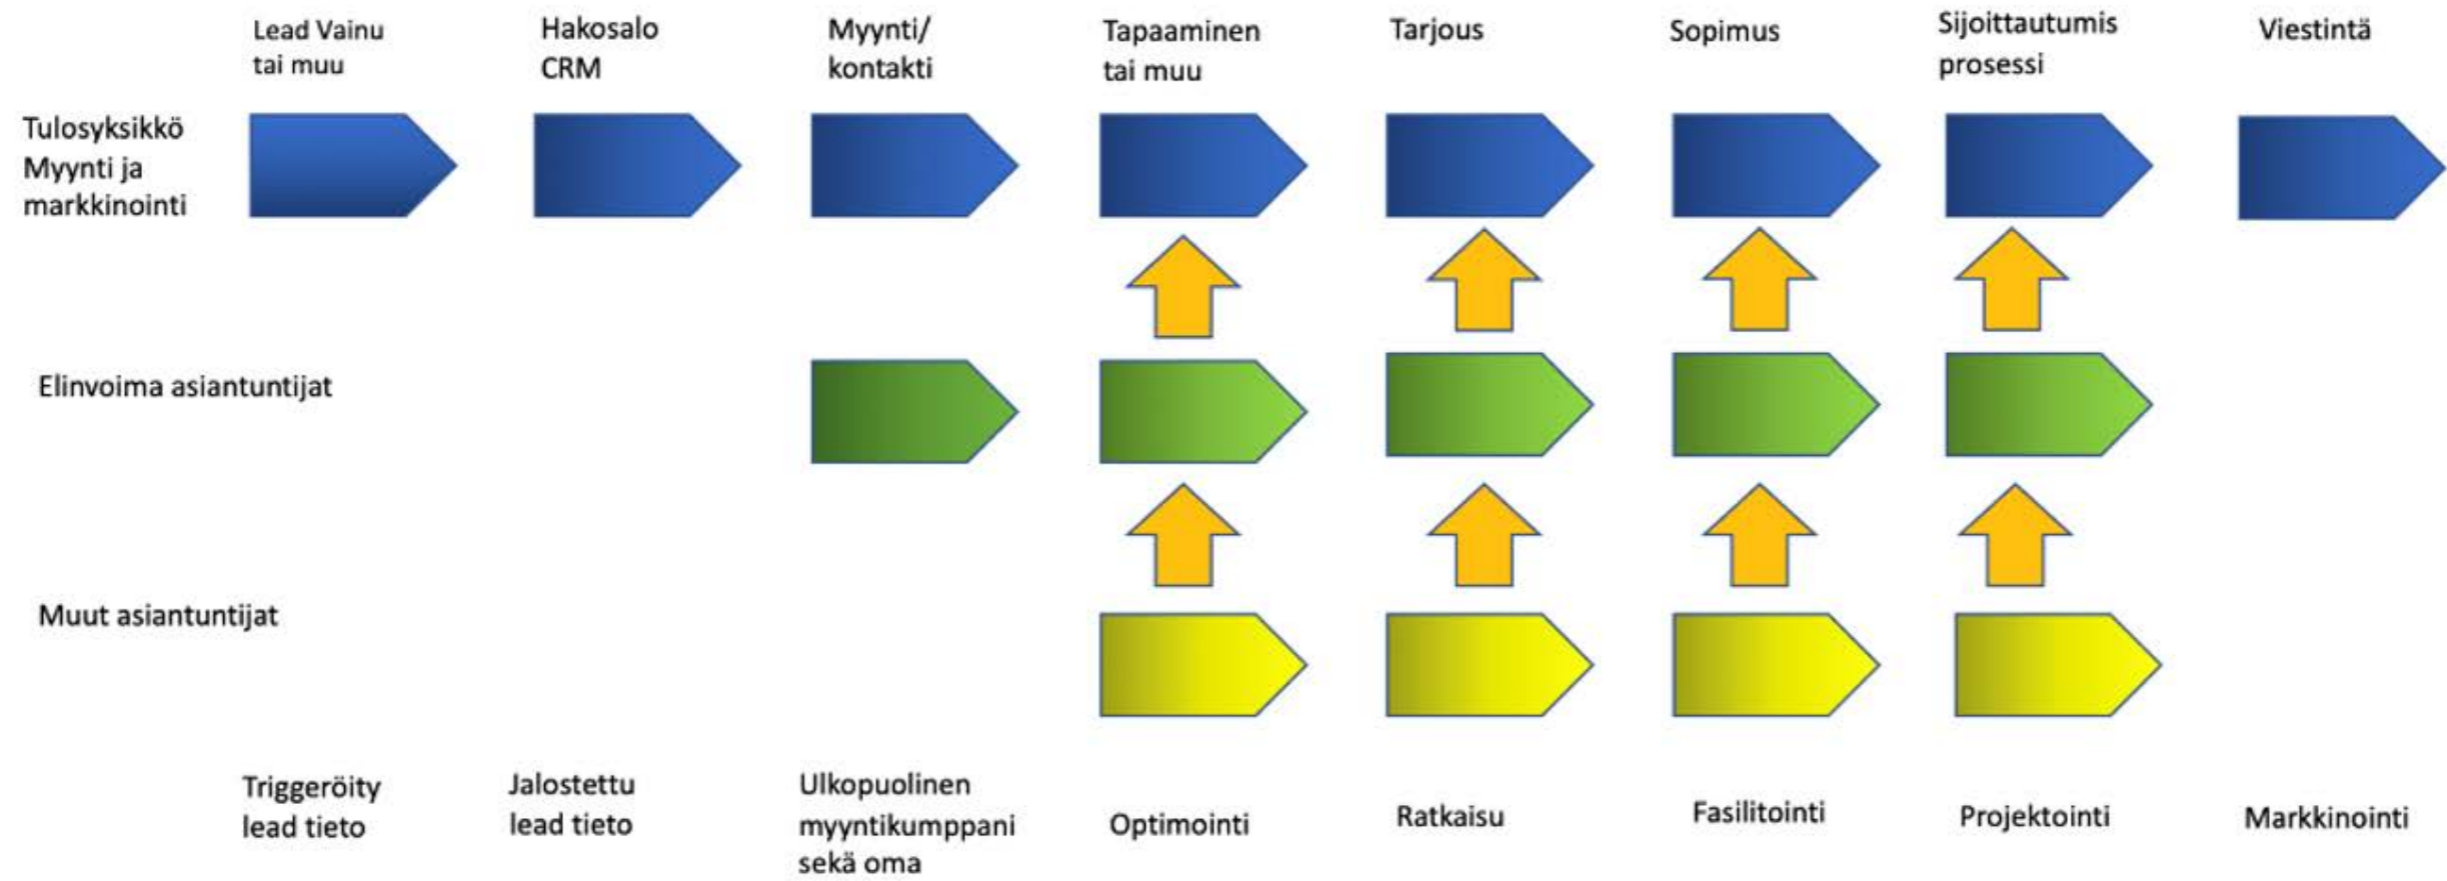 Lead Vainu
tai muu
Hakosalo
CRM
Myynti/
kontakti
Tapaaminen
tai muu
Tarjous
Sopimus
Sijoittautumis
prosessi
Viestintä
Tulosyksikkö
Myynti ja
markkinointi
Elinvoima asiantuntijat
Muut asiantuntijat
Triggeröity
lead tieto
Jalostettu
lead tieto
Ulkopuolinen
myyntikumppani
sekä oma
Optimointi
Ratkaisu
Fasilitointi
Projektointi
Markkinointi